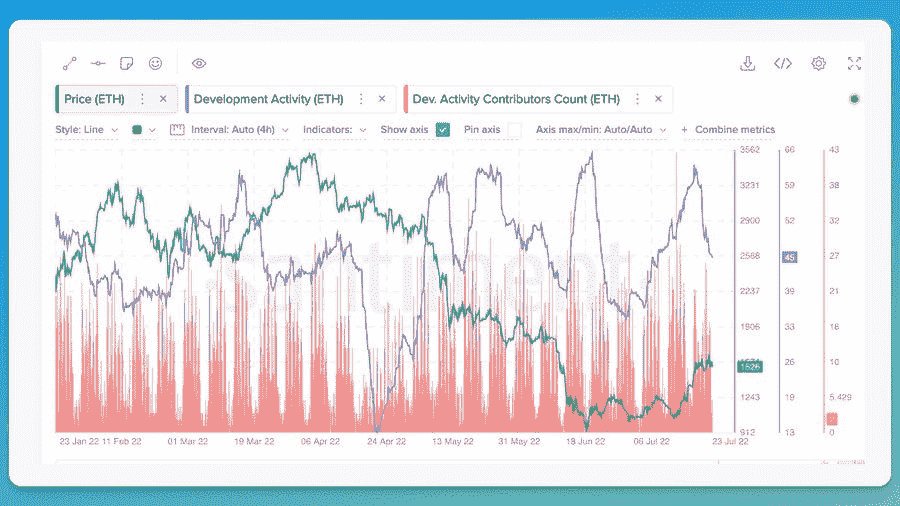 Price (ETH) Development Activity (ETH) Dev. Activity Contributors Count (ETH)
Style: Line Interval: Auto (4h) Indicators: Show axis Pin axis Axis max/min: Auto/Auto + Combine metrics
3562 66 43
3231 59 38
2900 52 32
2568 45 27
2237 39 21
1906 33 16
26 10
1526
1243 19 5.429
912 13 0
23 Jan 22 11 Feb 22 01 Mar 22 19 Mar 22 06 Apr 22 24 Apr 22 13 May 22 31 May 22 18 Jun 22 06 Jul 22 23 Jul 22